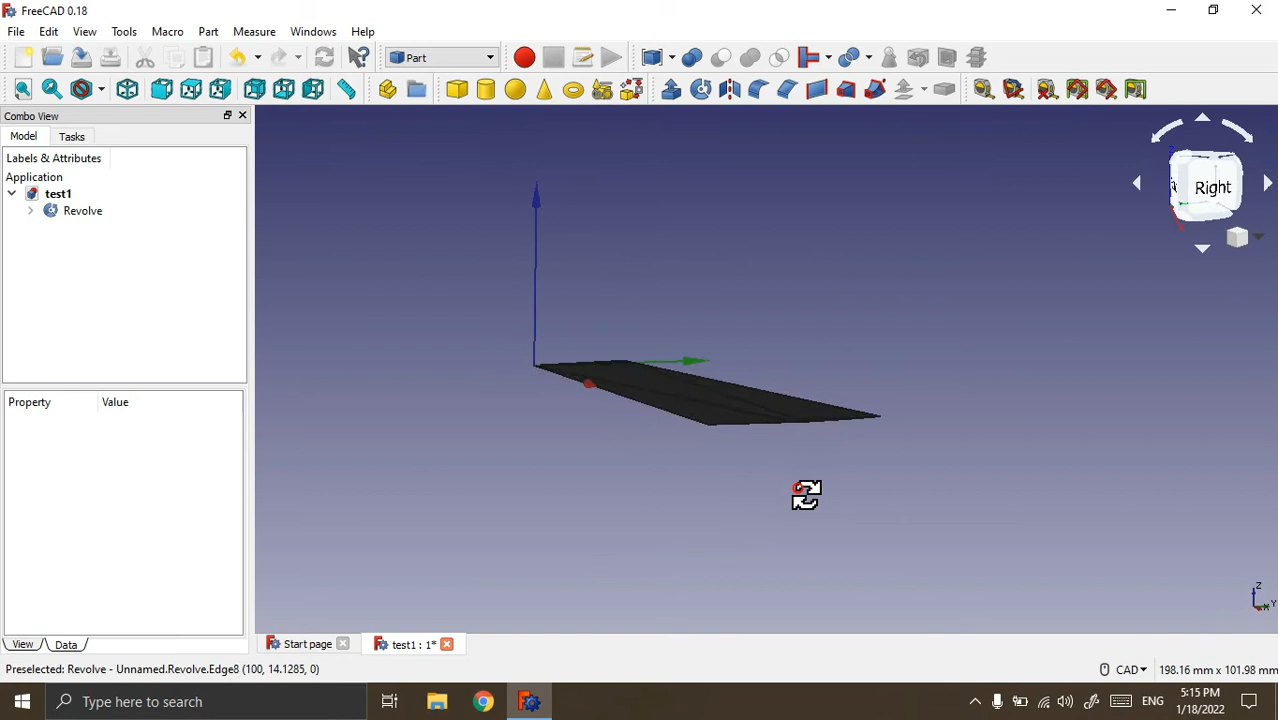 FreeCAD 0.18
File Edit View Tools Macro Part Measure Windows Help
Part
Combo View
Model Tasks
Labels & Attributes
Application
test1
Revolve
Property Value
Right
Z
Y
View Data
Start page test1 : 1*
Preselected: Revolve - Unnamed.Revolve.Edge8 (100, 14.1285, 0) CAD 198.16 mm x 101.98 mm
Type here to search ENG 5:15 PM
1/18/2022